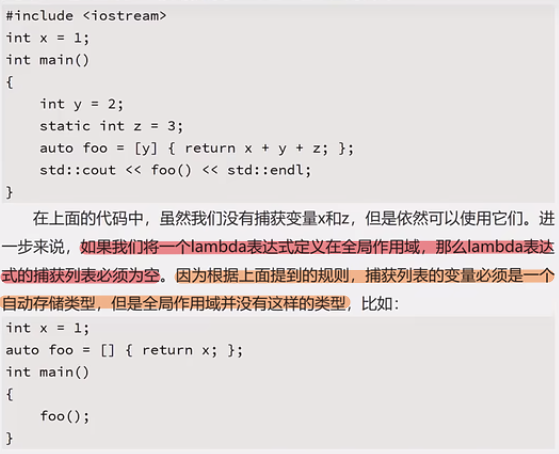 #include <iostream>
int x = 1;
int main()
{
    int y = 2;
    static int z = 3;
    auto foo = [y] { return x + y + z; };
    std::cout << foo() << std::endl;
}
在上面的代码中，虽然我们没有捕获变量x和z，但是依然可以使用它们。进
一步来说，如果我们将一个lambda表达式定义在全局作用域，那么lambda表达
式的捕获列表必须为空。因为根据上面提到的规则，捕获列表的变量必须是一个
自动存储类型，但是全局作用域并没有这样的类型，比如：
int x = 1;
auto foo = [] { return x; };
int main()
{
    foo();
}